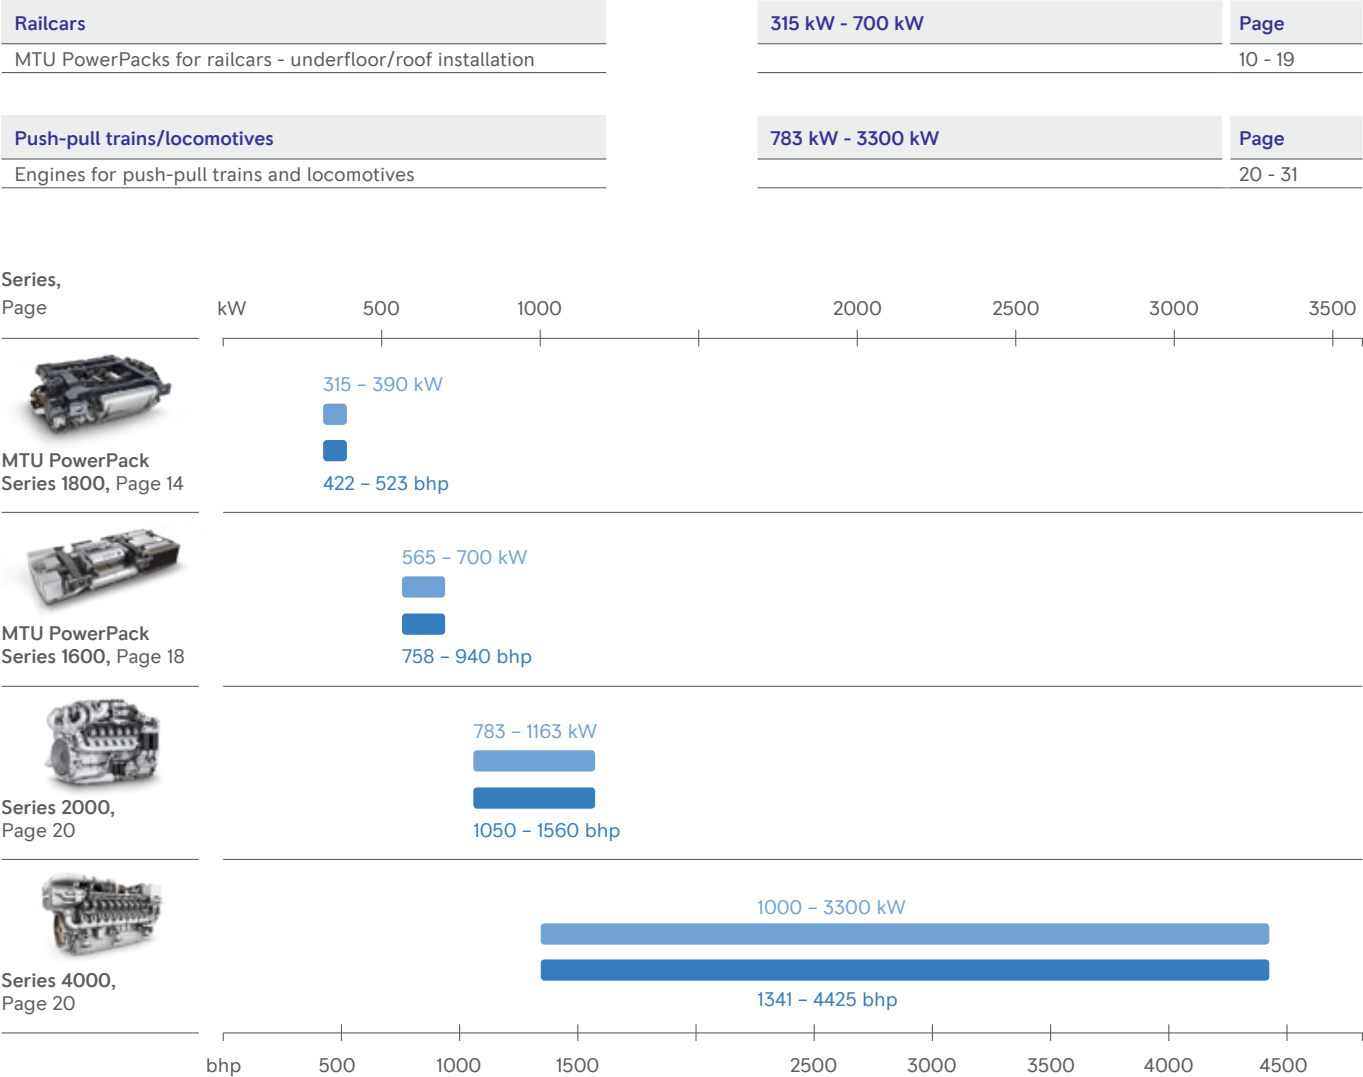 Railcars 315 kW - 700 kW Page
MTU PowerPacks for railcars - underfloor/roof installation 10 - 19
Push-pull trains/locomotives 783 kW - 3300 kW Page
Engines for push-pull trains and locomotives 20 - 31
Series,
Page kW 500 1000 2000 2500 3000 3500
315 – 390 kW
MTU PowerPack
Series 1800, Page 14
422 – 523 bhp
565 – 700 kW
MTU PowerPack
Series 1600, Page 18
758 – 940 bhp
783 – 1163 kW
Series 2000,
Page 20
1050 – 1560 bhp
1000 – 3300 kW
Series 4000,
Page 20
1341 – 4425 bhp
bhp 500 1000 1500 2500 3000 3500 4000 4500